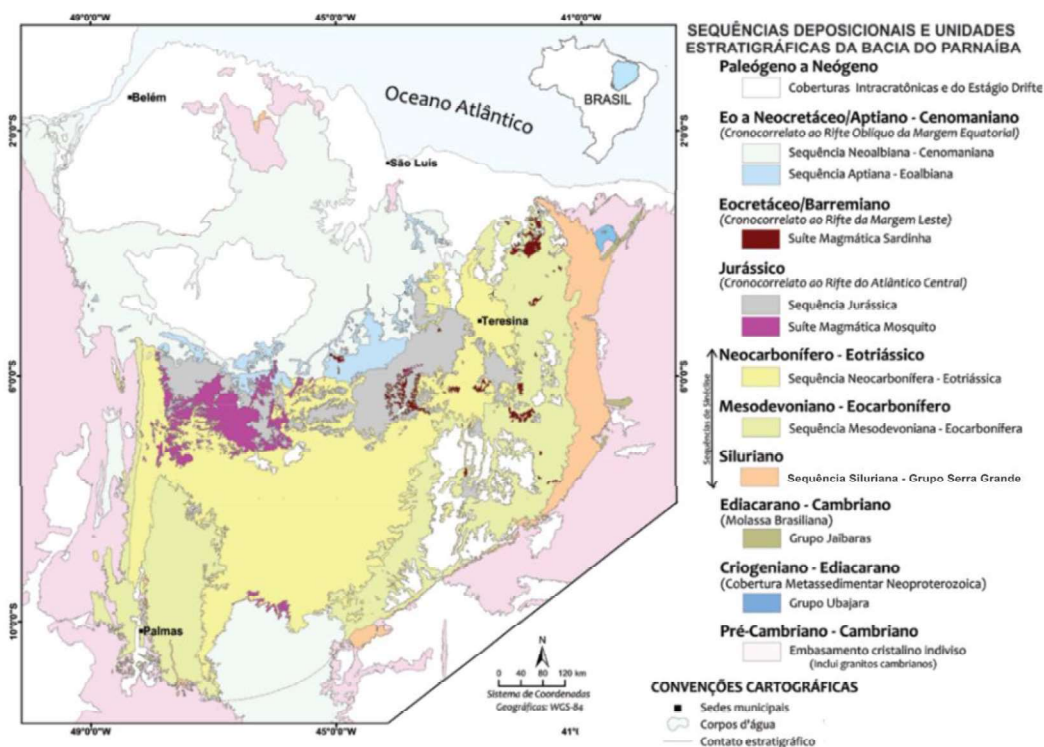 49°0'0"W
45°0'0"W
41°0'0"W
2°0'0"S
6°0'0"S
10°0'0"S
2°0'0"S
6°0'0"S
49°0'0"W
45°0'0"W
41°
Belém
Oceano Atlântico
BRASIL
São Luis
Teresina
Palmas
N
0 40 80 120 km
Sistema de Coordenadas
Geográficas: WGS-84
SEQUÊNCIAS DEPOSICIONAIS E UNIDADES
ESTRATIGRÁFICAS DA BACIA DO PARNAÍBA
Paleógeno a Neógeno
Coberturas Intracratônicas e do Estágio Drifte
Eo a Neocretáceo/Aptiano - Cenomaniano
(Cronocorrelato ao Rifte Oblíquo da Margem Equatorial)
Sequência Neoalbiana - Cenomaniana
Sequência Aptiana - Eoalbiana
Eocretáceo/Barremiano
(Cronocorrelato ao Rifte da Margem Leste)
Suíte Magmática Sardinha
Jurássico
(Cronocorrelato ao Rifte do Atlântico Central)
Sequência Jurássica
Suíte Magmática Mosquito
Sequências de Sinéclise
Neocarbonífero - Eotriássico
Sequência Neocarbonífera - Eotriássica
Mesodevoniano - Eocarbonífero
Sequência Mesodevoniana - Eocarbonífera
Siluriano
Sequência Siluriana - Grupo Serra Grande
Ediacarano - Cambriano
(Molassa Brasiliana)
Grupo Jaibaras
Criogeniano - Ediacarano
(Cobertura Metassedimentar Neoproterozoica)
Grupo Ubajara
Pré-Cambriano - Cambriano
Embasamento cristalino indiviso
(Inclui granitos cambrianos)
CONVENÇÕES CARTOGRÁFICAS
Sedes municipais
Corpos d'água
Contato estratigráfico